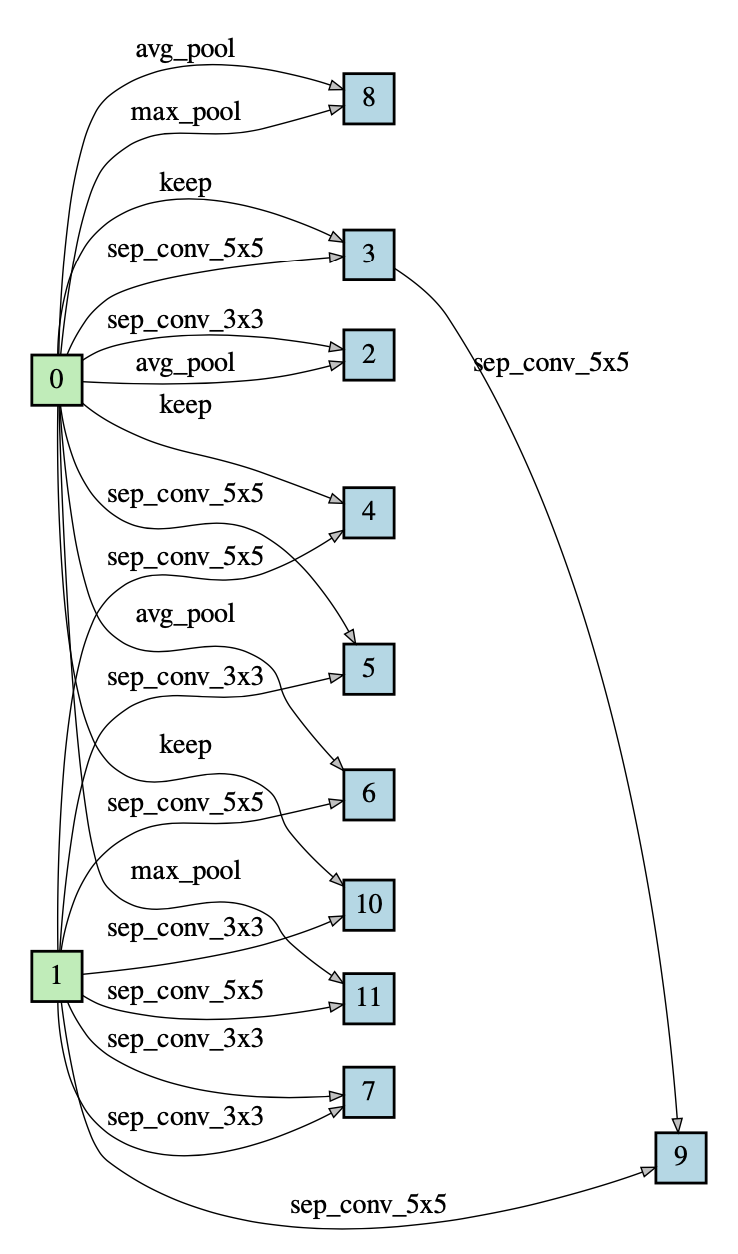 avg_pool
8
max_pool
keep
3
sep_conv_5x5
sep_conv_3x3
2
avg_pool
sep_conv_5x5
0
keep
sep_conv_5x5
4
sep_conv_5x5
avg_pool
5
sep_conv_3x3
keep
6
sep_conv_5x5
max_pool
10
sep_conv_3x3
1
sep_conv_5x5
11
sep_conv_3x3
7
sep_conv_3x3
9
sep_conv_5x5